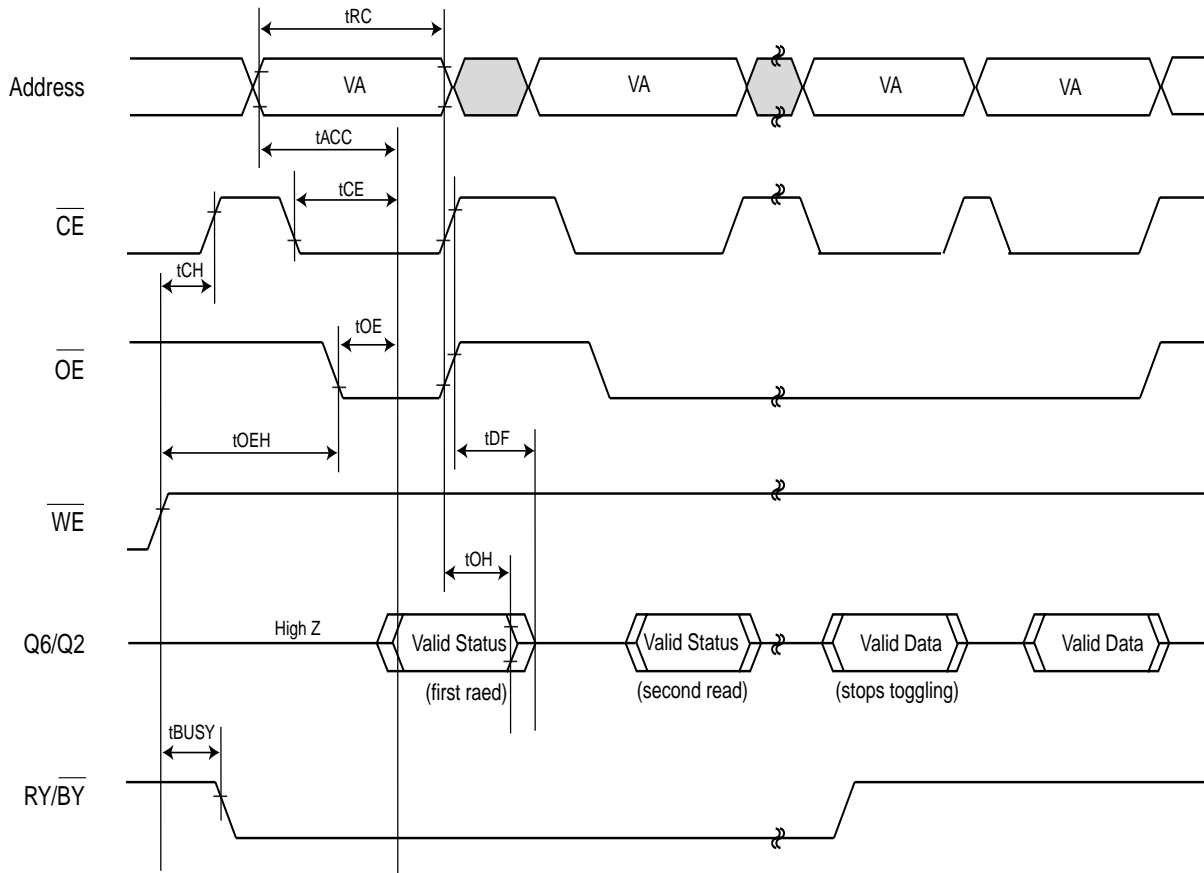 tRC
Address
VA
VA
VA
VA
tACC
tCE
CE
tCH
tOE
OE
tOEH
tDF
WE
tOH
Q6/Q2
High Z
Valid Status
Valid Status
Valid Data
Valid Data
(first raed)
(second read)
(stops toggling)
tBUSY
RY/BY